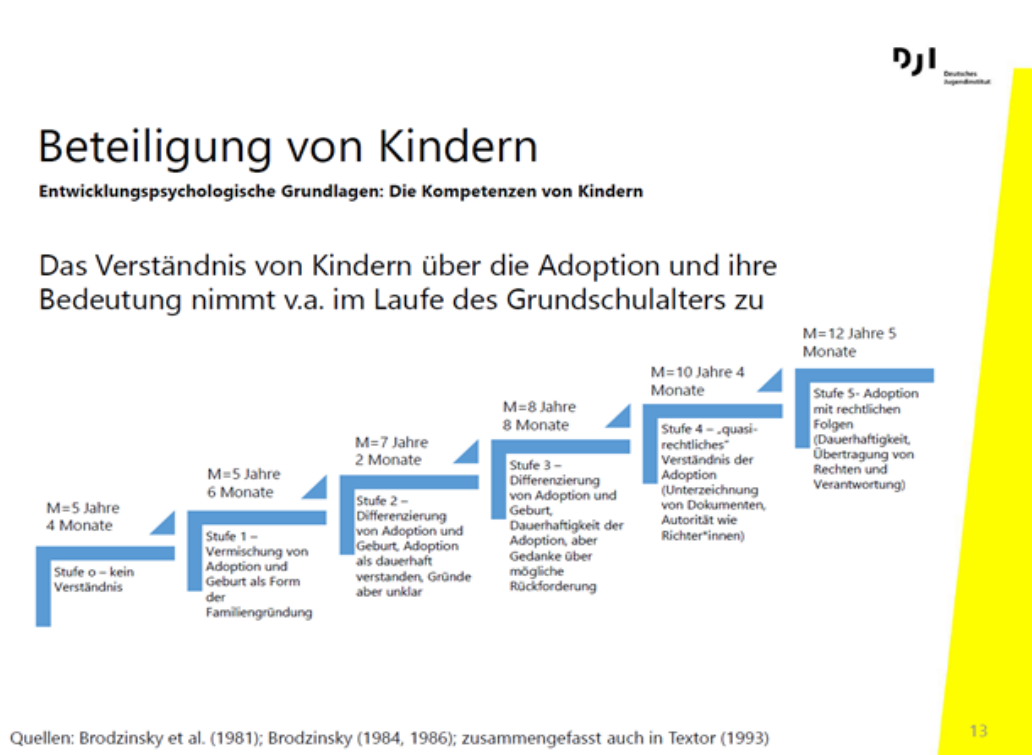 DJI
Deutsches
Jugendinstitut
Beteiligung von Kindern
Entwicklungspsychologische Grundlagen: Die Kompetenzen von Kindern
Das Verständnis von Kindern über die Adoption und ihre
Bedeutung nimmt v.a. im Laufe des Grundschulalters zu
M=5 Jahre
4 Monate
Stufe 0 – kein
Verständnis
M=5 Jahre
6 Monate
Stufe 1 –
Vermischung von
Adoption und
Geburt als Form
der
Familiengründung
M=7 Jahre
2 Monate
Stufe 2 –
Differenzierung
von Adoption und
Geburt, Adoption
als dauerhaft
verstanden, Gründe
aber unklar
M=8 Jahre
8 Monate
Stufe 3 –
Differenzierung
von Adoption und
Geburt,
Dauerhaftigkeit der
Adoption, aber
Gedanke über
mögliche
Rückforderung
M=10 Jahre 4
Monate
Stufe 4 – „quasi-
rechtliches"
Verständnis der
Adoption
(Unterzeichnung
von Dokumenten,
Autorität wie
Richter*innen)
M=12 Jahre 5
Monate
Stufe 5- Adoption
mit rechtlichen
Folgen
(Dauerhaftigkeit,
Übertragung von
Rechten und
Verantwortung)
Quellen: Brodzinsky et al. (1981); Brodzinsky (1984, 1986); zusammengefasst auch in Textor (1993)
13